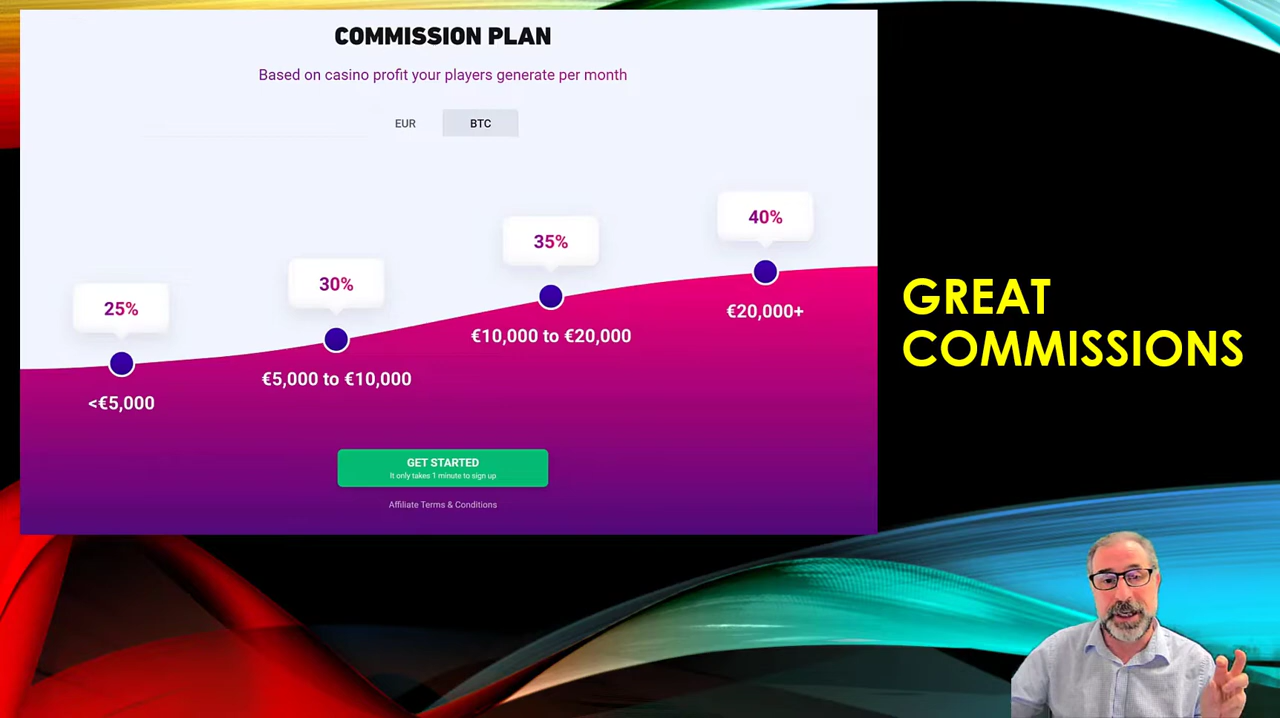 COMMISSION PLAN
Based on casino profit your players generate per month
EUR
BTC
25%
30%
35%
40%
<€5,000
€5,000 to €10,000
€10,000 to €20,000
€20,000+
GET STARTED
It only takes 1 minute to sign up
Affiliate Terms & Conditions
GREAT
COMMISSIONS